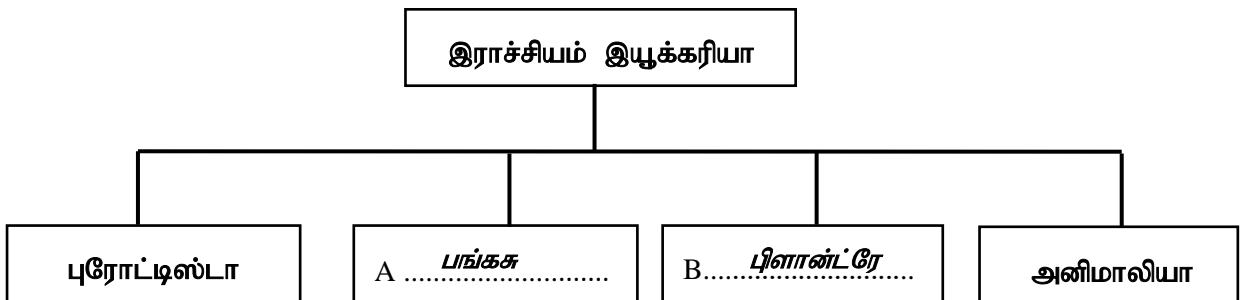 இராச்சியம் இயூக்கரியா
புரோட்டிஸ்டா
A ..பங்கசு..
B..பிளான்ட்ரே..
அனிமாலியா